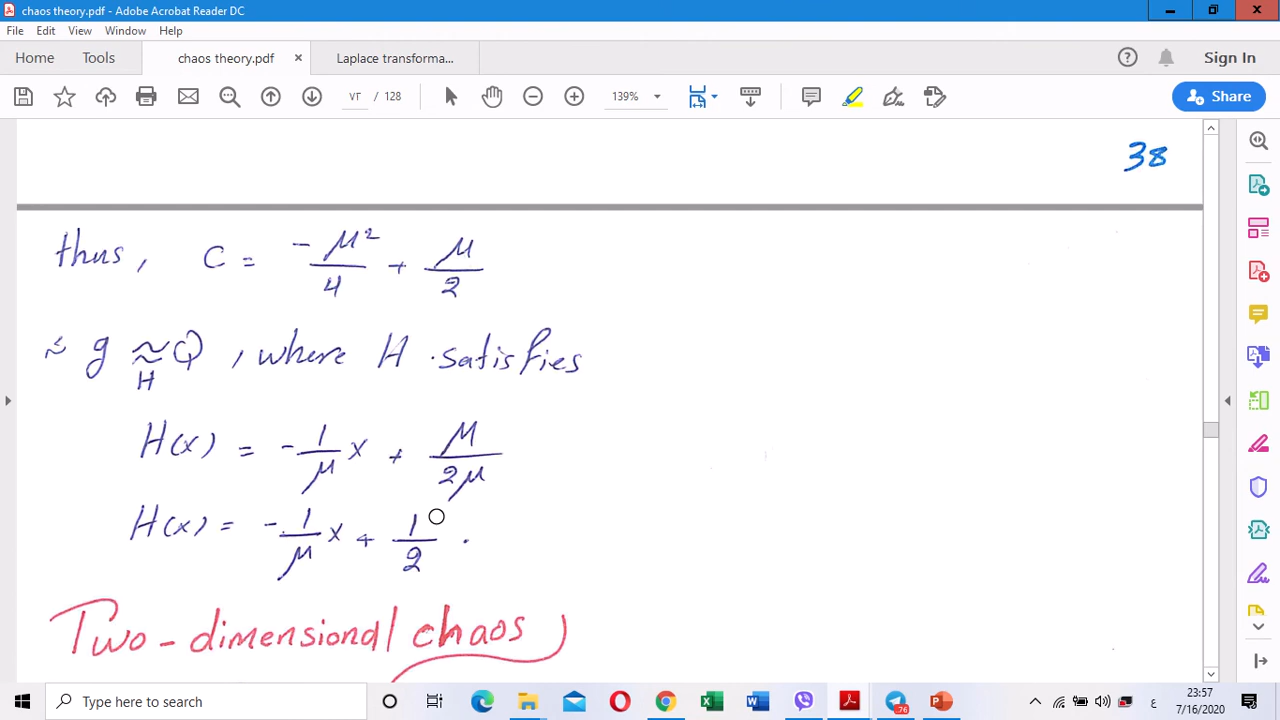 chaos theory.pdf - Adobe Acrobat Reader DC
File Edit View Window Help
Home Tools chaos theory.pdf × Laplace transforma...
Sign In
٧٣ / 128
139%
Share
38
thus, C = -μ²/4 + μ/2
∴ g ≈ Q, where H satisfies
H
H(x) = -1/μ x + μ/2μ
H(x) = -1/μ x + 1/2 .
Two-dimensional chaos
Type here to search
76
ع
23:57
7/16/2020